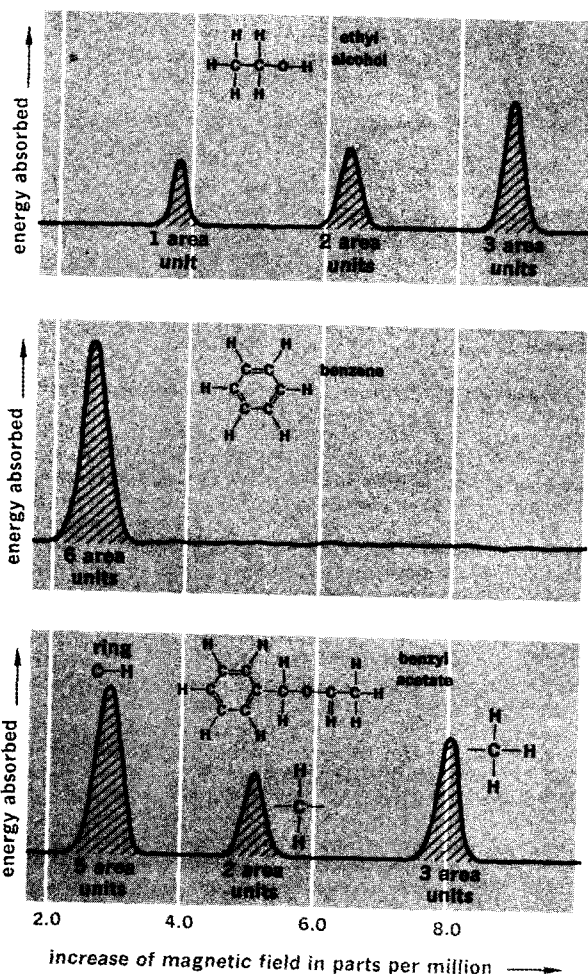 energy absorbed
H H
H—C—C—O—H
H H
ethyl
alcohol
1 area
unit
2 area
units
3 area
units
energy absorbed
H H
H H
H H
benzene
6 area
units
energy absorbed
ring
C—H
H H H H
H C O C C H
H H H H
benzyl
acetate
H
C
H
H
C—H
H
5 area
units
2 area
units
3 area
units
2.0 4.0 6.0 8.0
increase of magnetic field in parts per million